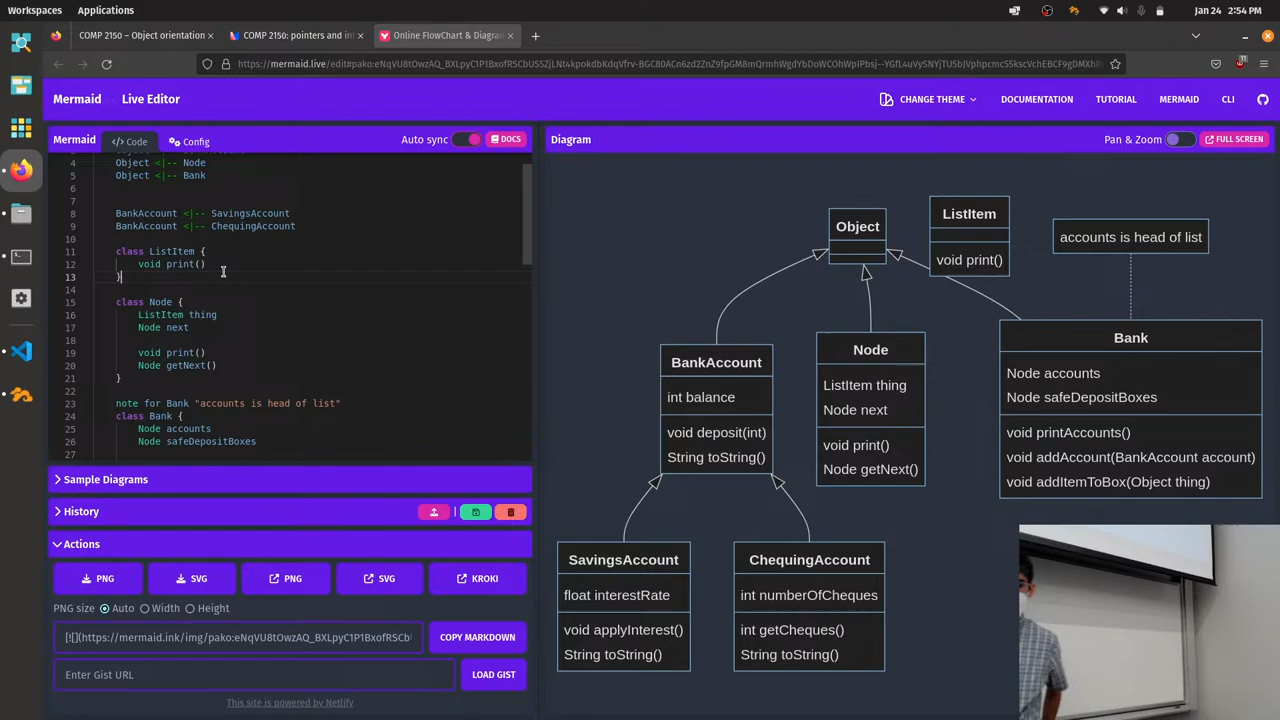 Workspaces Applications Jan 24 2:54 PM
COMP 2150 – Object orientation
COMP 2150: pointers and in
Online FlowChart & Diagra
Mermaid Live Editor
CHANGE THEME DOCUMENTATION TUTORIAL MERMAID CLI
Mermaid Code Config Auto sync DOCS
Diagram Pan & Zoom FULL SCREEN
4 Object <|-- Node
5 Object <|-- Bank
6
7
8 BankAccount <|-- SavingsAccount
9 BankAccount <|-- ChequingAccount
10
11 class ListItem {
12 void print()
13 }
14
15 class Node {
16 ListItem thing
17 Node next
18
19 void print()
20 Node getNext()
21 }
22
23 note for Bank "accounts is head of list"
24 class Bank {
25 Node accounts
26 Node safeDepositBoxes
27
Object
ListItem
void print()
accounts is head of list
BankAccount
int balance
void deposit(int)
String toString()
Node
ListItem thing
Node next
void print()
Node getNext()
Bank
Node accounts
Node safeDepositBoxes
void printAccounts()
void addAccount(BankAccount account)
void addItemToBox(Object thing)
SavingsAccount
float interestRate
void applyInterest()
String toString()
ChequingAccount
int numberOfCheques
int getCheques()
String toString()
Sample Diagrams
History
Actions
PNG SVG PNG SVG KROKI
PNG size Auto Width Height
COPY MARKDOWN
Enter Gist URL LOAD GIST
This site is powered by Netlify